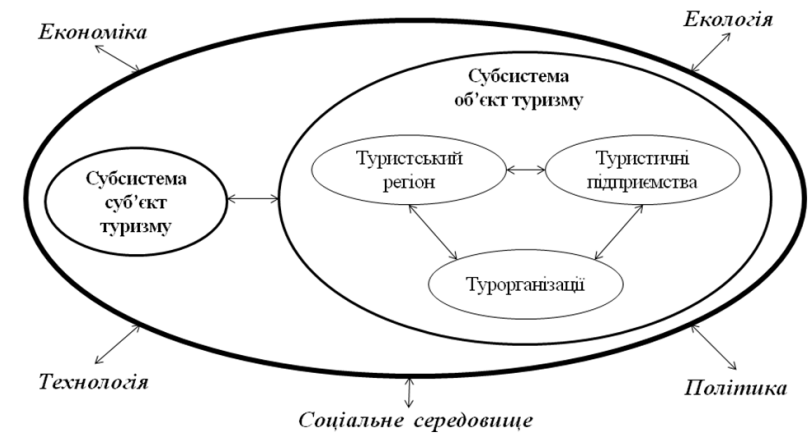 Економіка
Екологія
Субсистема
об’єкт туризму
Туристський
регіон
Туристичні
підприємства
Субсистема
суб’єкт
туризму
Турорганізації
Технологія
Політика
Соціальне середовище